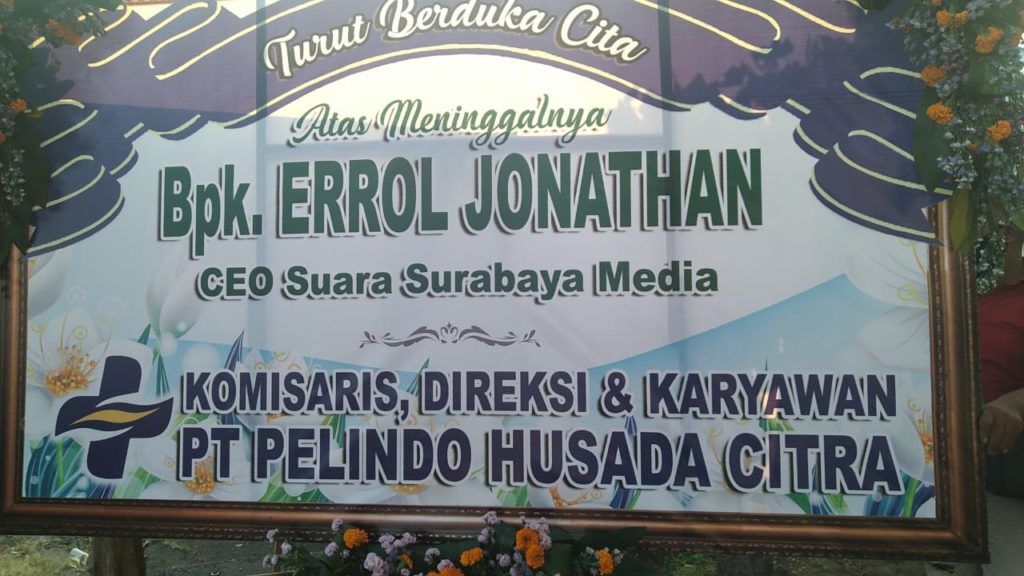 Turut Berduka Cita
Atas Meninggalnya
Bpk. ERROL JONATHAN
CEO Suara Surabaya Media
KOMISARIS, DIREKSI & KARYAWAN
PT PELINDO HUSADA CITRA